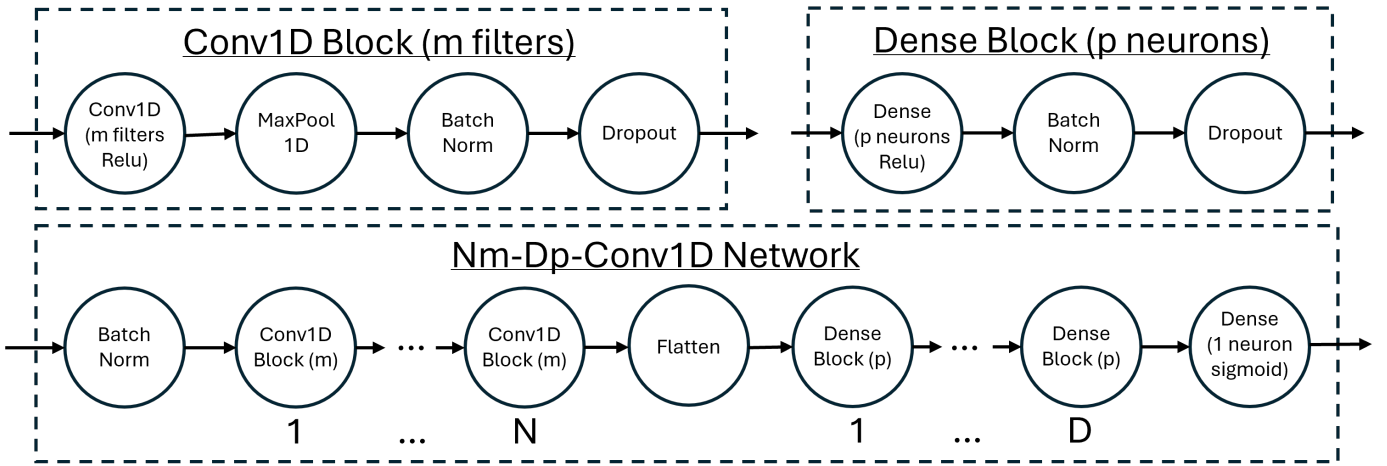 Conv1D Block (m filters)
Conv1D
(m filters
Relu)
MaxPool
1D
Batch
Norm
Dropout
Dense Block (p neurons)
Dense
(p neurons
Relu)
Batch
Norm
Dropout
Nm-Dp-Conv1D Network
Batch
Norm
Conv1D
Block (m)
...
Conv1D
Block (m)
Flatten
Dense
Block (p)
...
Dense
Block (p)
Dense
(1 neuron
sigmoid)
1 ... N 1 ... D